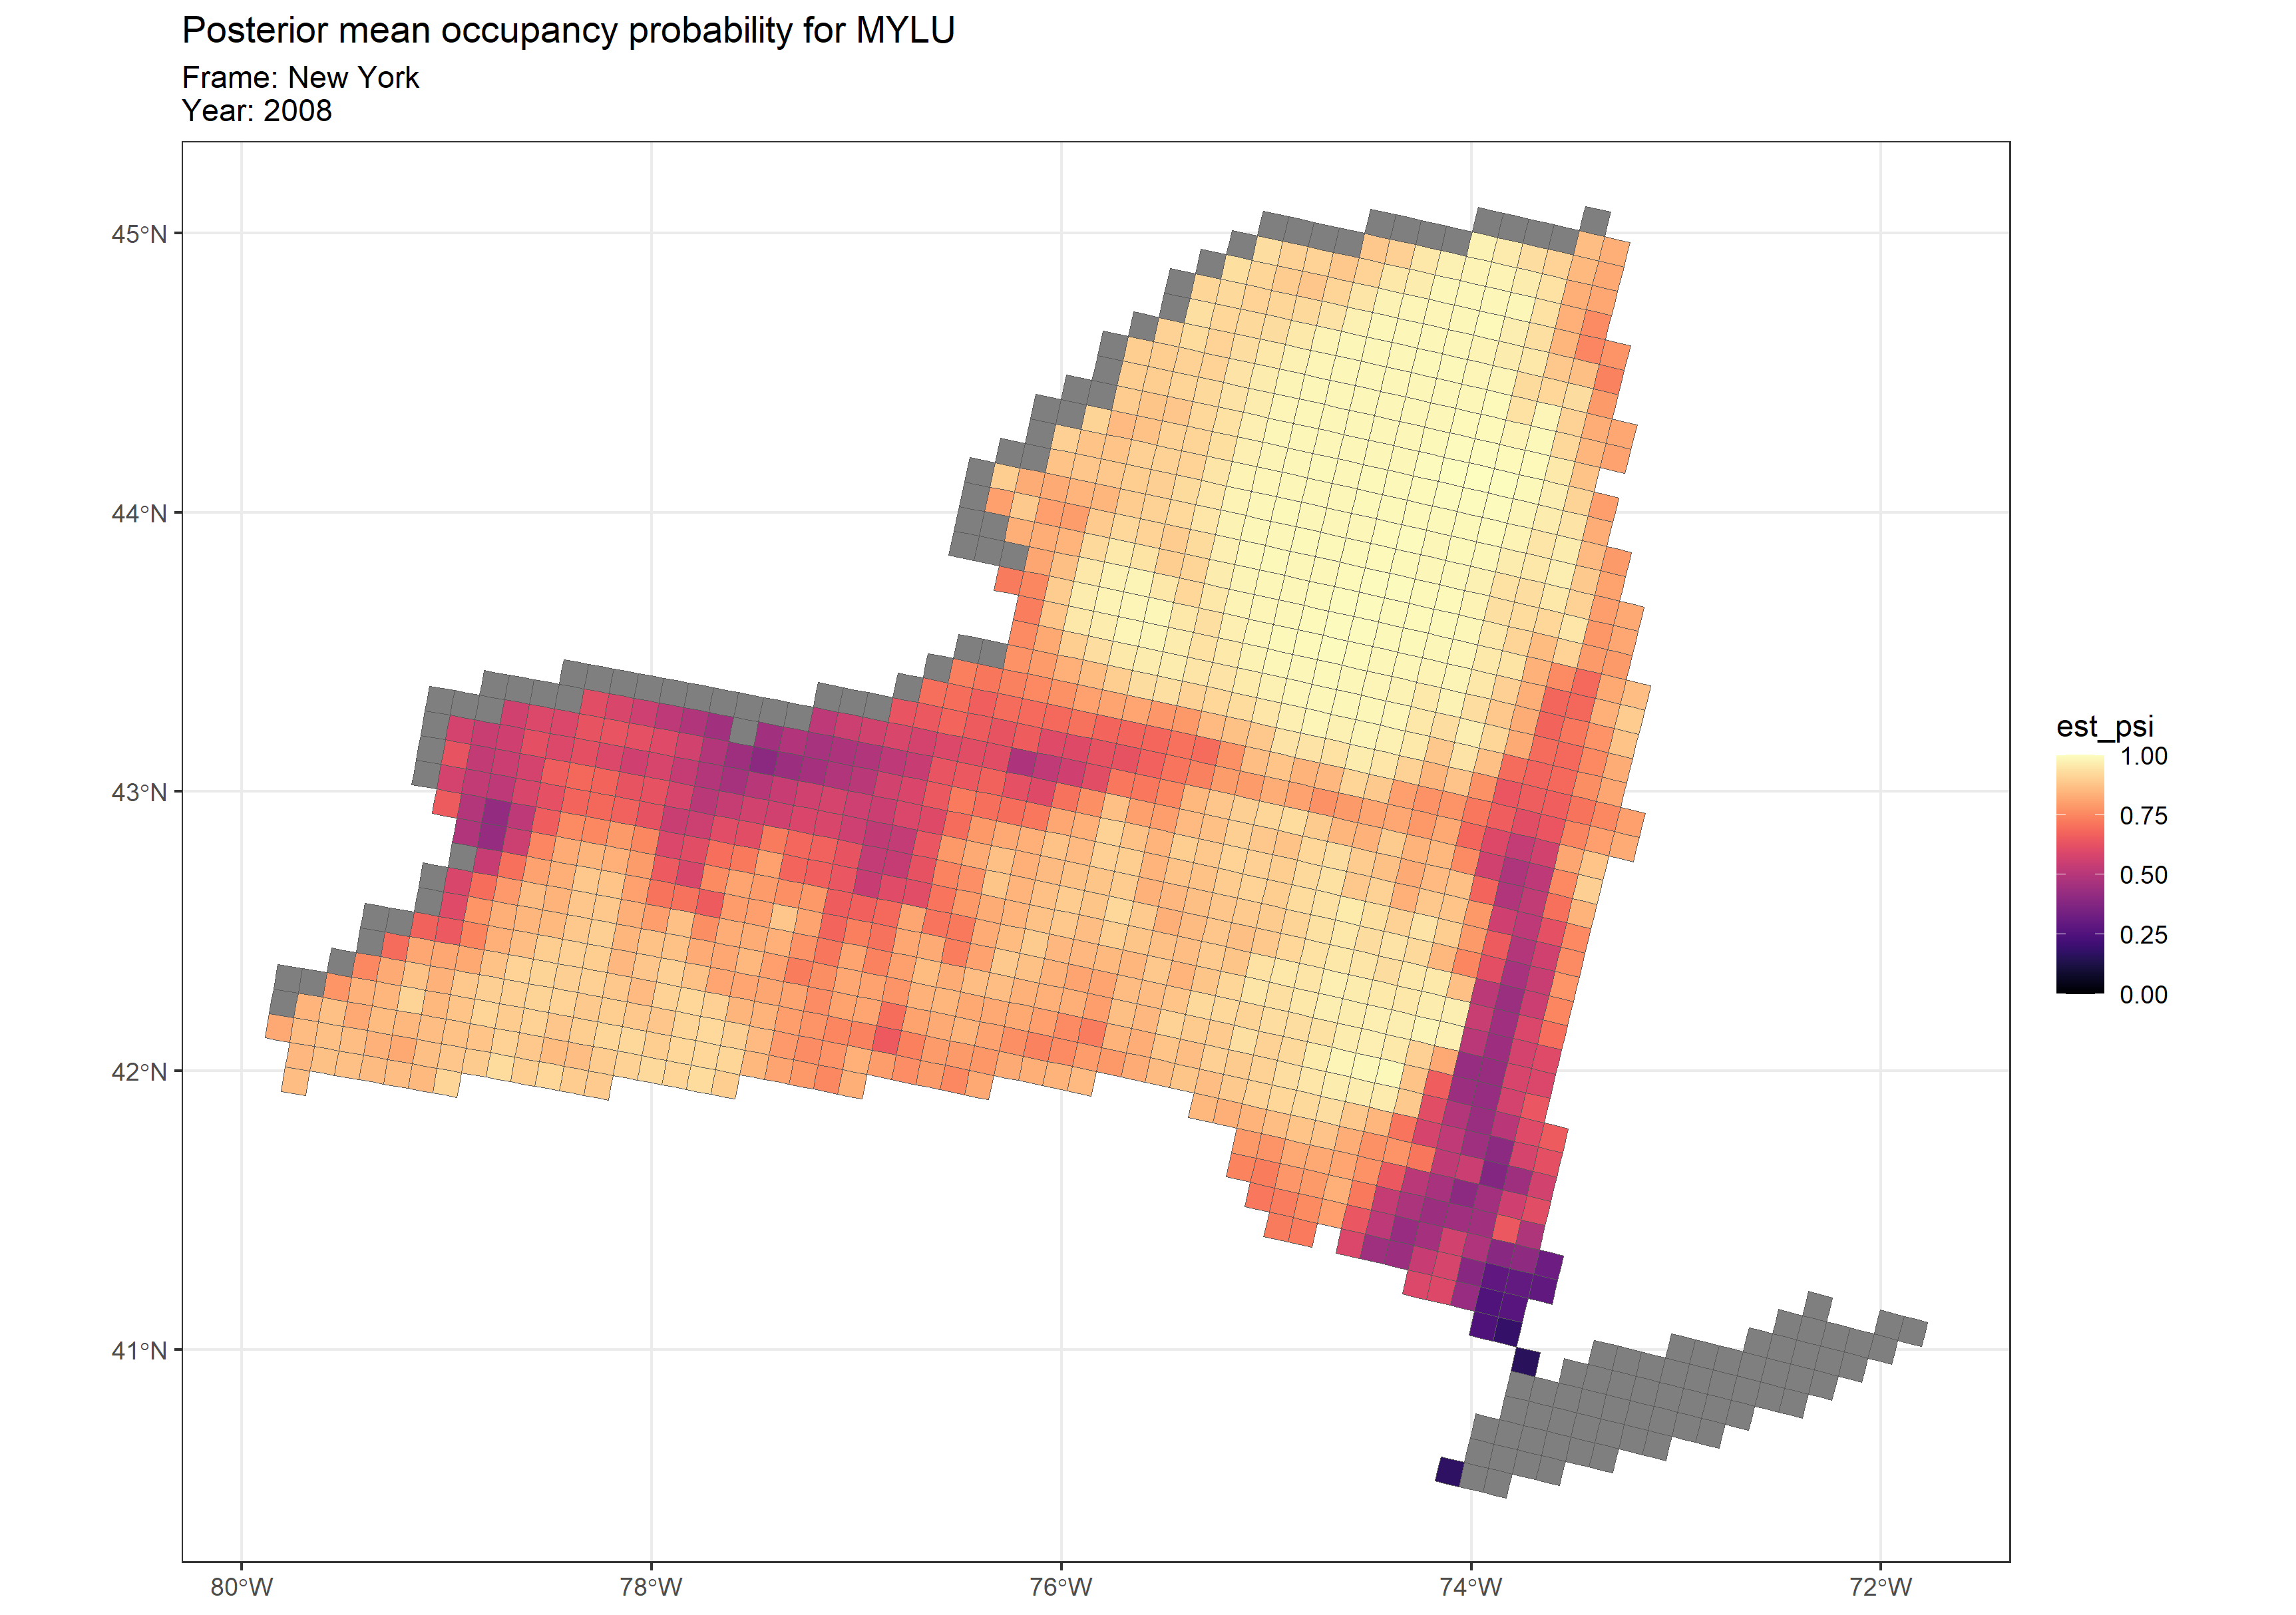 Posterior mean occupancy probability for MYLU
Frame: New York
Year: 2008
45°N
44°N
43°N
42°N
41°N
80°W
78°W
76°W
74°W
72°W
est_psi
1.00
0.75
0.50
0.25
0.00